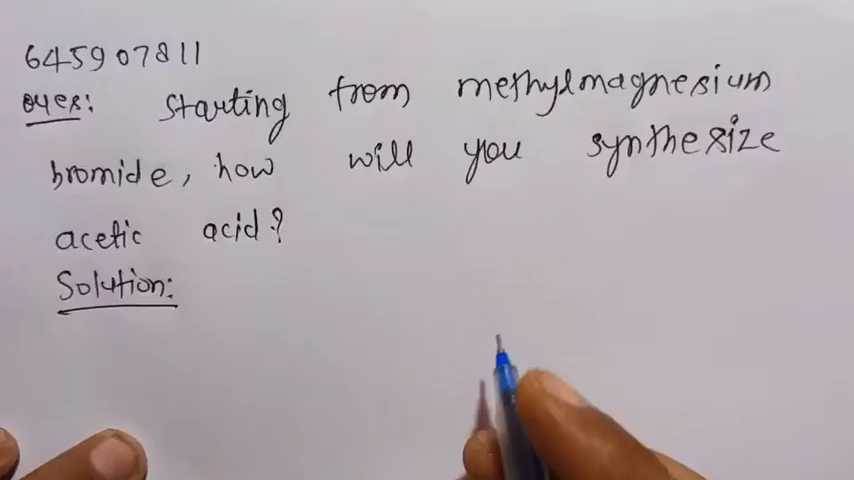 645907811
ques: Starting from methylmagnesium
bromide, how will you synthesize
acetic acid?
Solution: